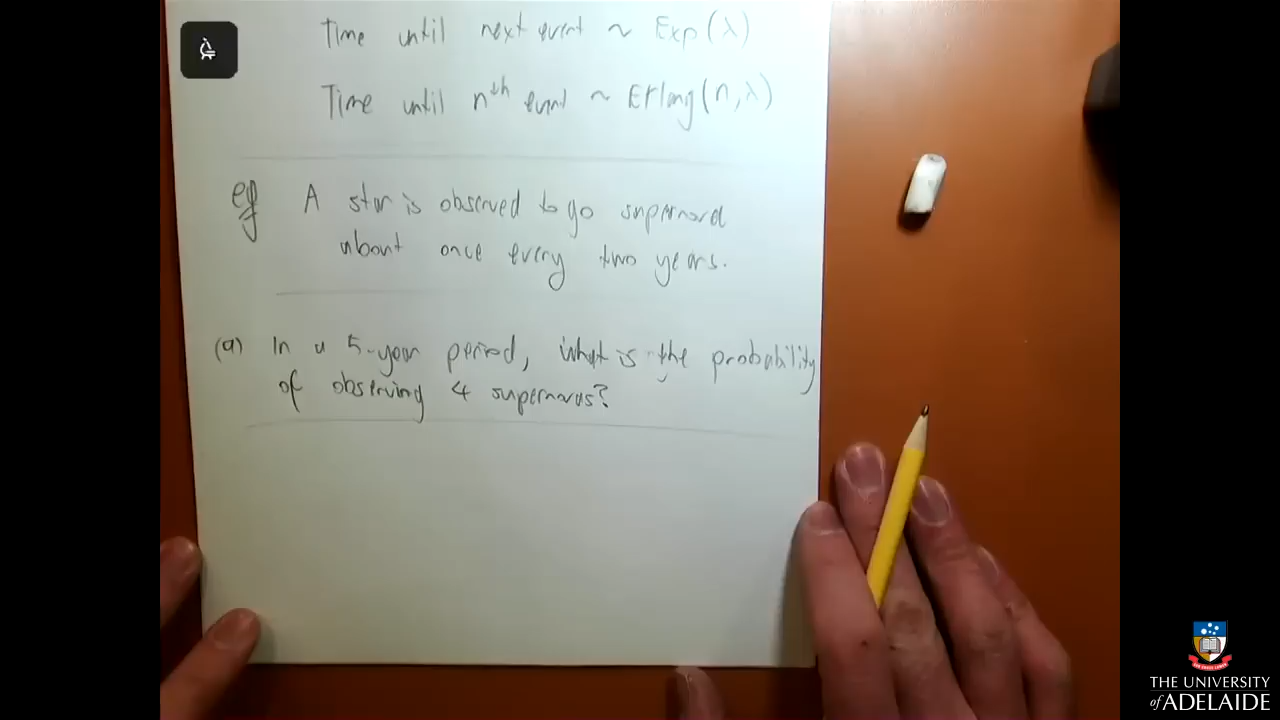 Time until next event ~ Exp(λ)
Time until nᵗʰ event ~ Erlang(n,λ)
eg A star is observed to go supernova
about once every two years.
(a) In a 5-year period, what is the probability
of observing 4 supernovas?
THE UNIVERSITY
of ADELAIDE